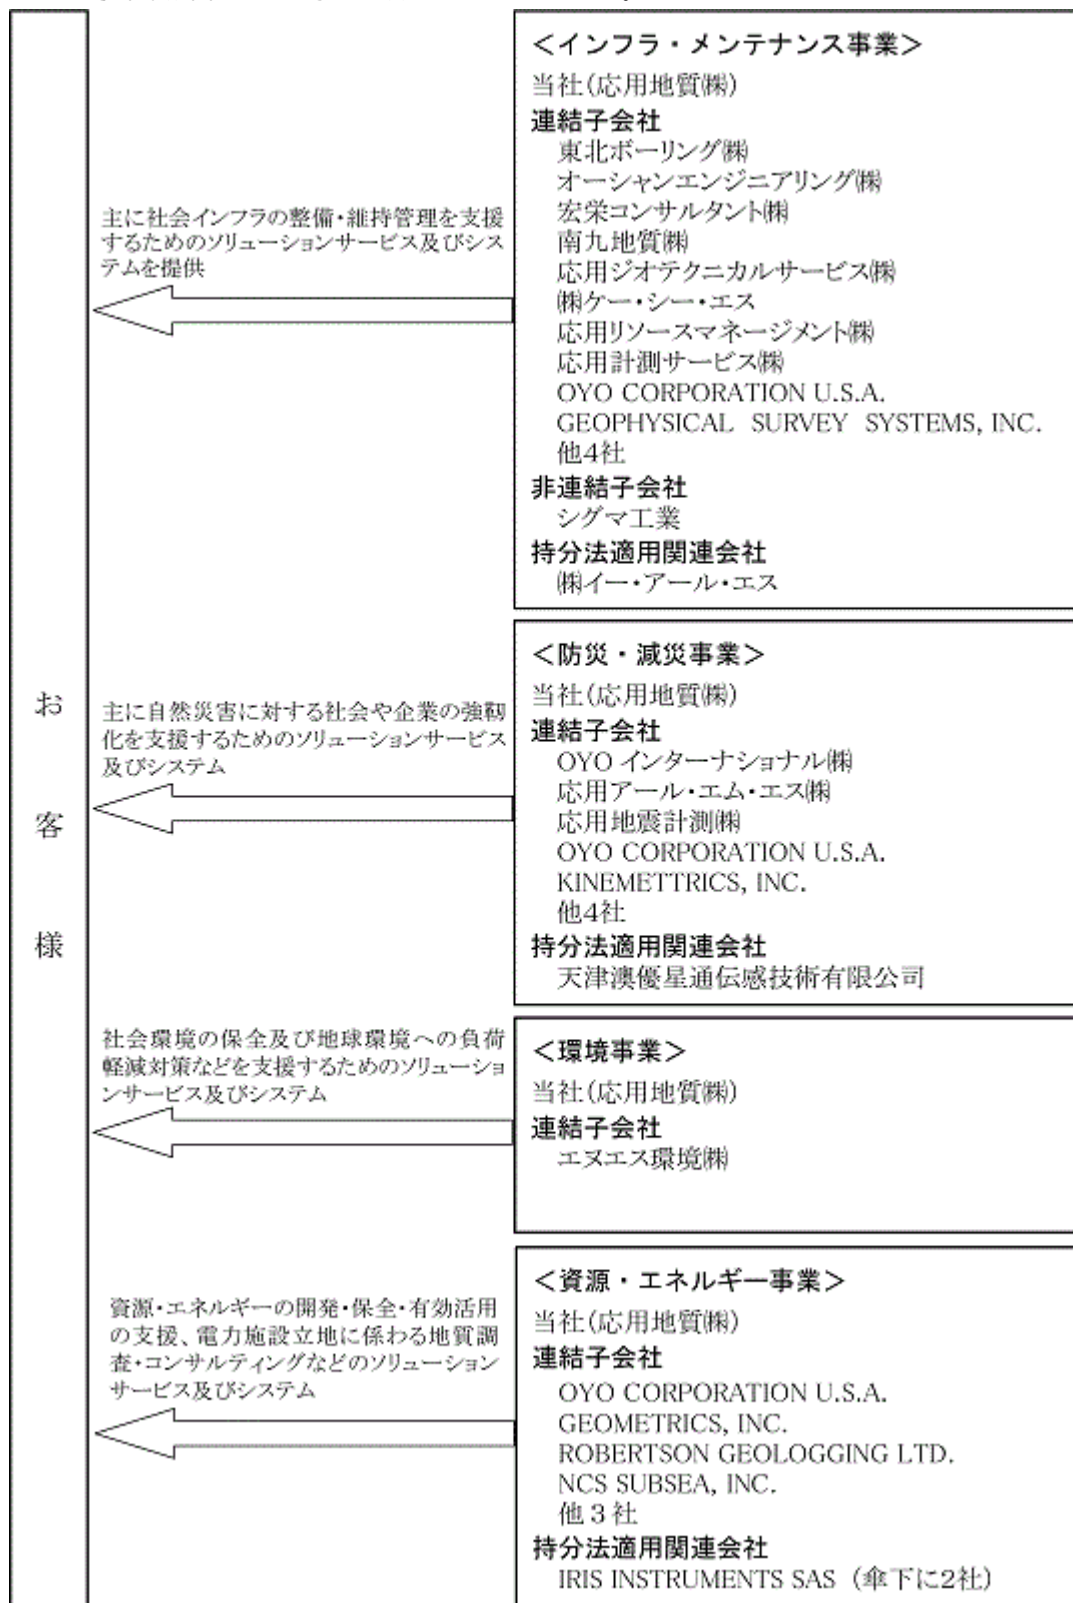 お客様
主に社会インフラの整備・維持管理を支援
するためのソリューションサービス及びシス
テムを提供
＜インフラ・メンテナンス事業＞
当社（応用地質㈱）
連結子会社
東北ボーリング㈱
オーシャンエンジニアリング㈱
宏栄コンサルタント㈱
南九地質㈱
応用ジオテクニカルサービス㈱
㈱ケー・シー・エス
応用リソースマネージメント㈱
応用計測サービス㈱
OYO CORPORATION U.S.A.
GEOPHYSICAL SURVEY SYSTEMS, INC.
他4社
非連結子会社
シグマ工業
持分法適用関連会社
㈱イー・アール・エス
主に自然災害に対する社会や企業の強靭
化を支援するためのソリューションサービス
及びシステム
＜防災・減災事業＞
当社（応用地質㈱）
連結子会社
OYO インターナショナル㈱
応用アール・エム・エス㈱
応用地震計測㈱
OYO CORPORATION U.S.A.
KINEMETTRICS, INC.
他4社
持分法適用関連会社
天津澳優星通伝感技術有限公司
社会環境の保全及び地球環境への負荷
軽減対策などを支援するためのソリューショ
ンサービス及びシステム
＜環境事業＞
当社（応用地質㈱）
連結子会社
エヌエス環境㈱
資源・エネルギーの開発・保全・有効活用
の支援、電力施設立地に係わる地質調
査・コンサルティングなどのソリューション
サービス及びシステム
＜資源・エネルギー事業＞
当社（応用地質㈱）
連結子会社
OYO CORPORATION U.S.A.
GEOMETRICS, INC.
ROBERTSON GEOLOGGING LTD.
NCS SUBSEA, INC.
他３社
持分法適用関連会社
IRIS INSTRUMENTS SAS（傘下に2社）